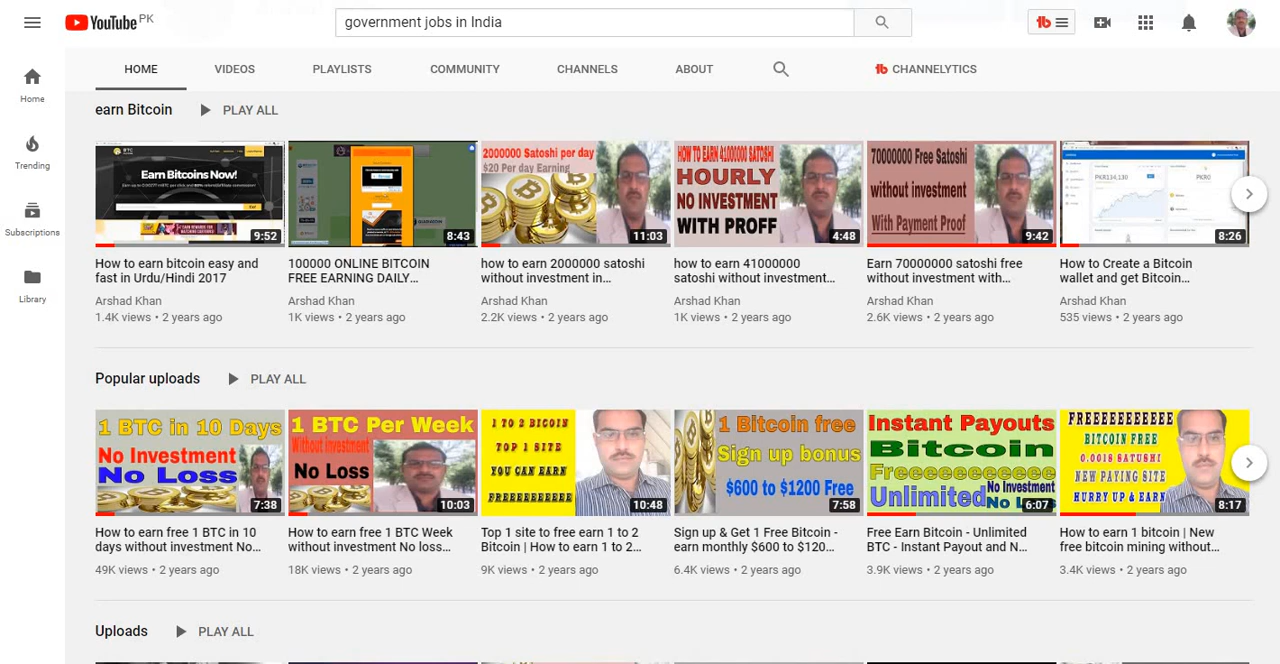 YouTube PK
government jobs in India
HOME VIDEOS PLAYLISTS COMMUNITY CHANNELS ABOUT CHANNELYTICS
Home
Trending
Subscriptions
Library
earn Bitcoin PLAY ALL
Earn Bitcoins Now!
9:52
8:43
2000000 Satoshi per day
$20 Per day Earning
11:03
HOW TO EARN 41000000 SATOSHI
HOURLY
NO INVESTMENT
WITH PROFF
4:48
70000000 Free Satoshi
without investment
With Payment Proof
9:42
8:26
How to earn bitcoin easy and
fast in Urdu/Hindi 2017
Arshad Khan
1.4K views • 2 years ago
100000 ONLINE BITCOIN
FREE EARNING DAILY...
Arshad Khan
1K views • 2 years ago
how to earn 2000000 satoshi
without investment in...
Arshad Khan
2.2K views • 2 years ago
how to earn 41000000
satoshi without investment...
Arshad Khan
1K views • 2 years ago
Earn 70000000 satoshi free
without investment with...
Arshad Khan
2.6K views • 2 years ago
How to Create a Bitcoin
wallet and get Bitcoin...
Arshad Khan
535 views • 2 years ago
Popular uploads PLAY ALL
1 BTC in 10 Days
No Investment
No Loss
7:38
1 BTC Per Week
Without investment
No Loss
10:03
1 TO 2 BICOIN
TOP 1 SITE
YOU CAN EARN
FREEEEEEEEE
10:48
1 Bitcoin free
Sign up bonus
$600 to $1200 Free
7:58
Instant Payouts
Bitcoin
Freeeeeeeeeee
Unlimited No Investment
No Loss
6:07
FREEEEEEEEEEE
BITCOIN FREE
0.0018 SATUSHI
NEW PAYING SITE
HURRY UP & EARN
8:17
How to earn free 1 BTC in 10
days without investment No...
49K views • 2 years ago
How to earn free 1 BTC Week
without investment No loss...
18K views • 2 years ago
Top 1 site to free earn 1 to 2
Bitcoin | How to earn 1 to 2...
9K views • 2 years ago
Sign up & Get 1 Free Bitcoin -
earn monthly $600 to $120...
6.4K views • 2 years ago
Free Earn Bitcoin - Unlimited
BTC - Instant Payout and N...
3.9K views • 2 years ago
How to earn 1 bitcoin | New
free bitcoin mining without...
3.4K views • 2 years ago
Uploads PLAY ALL